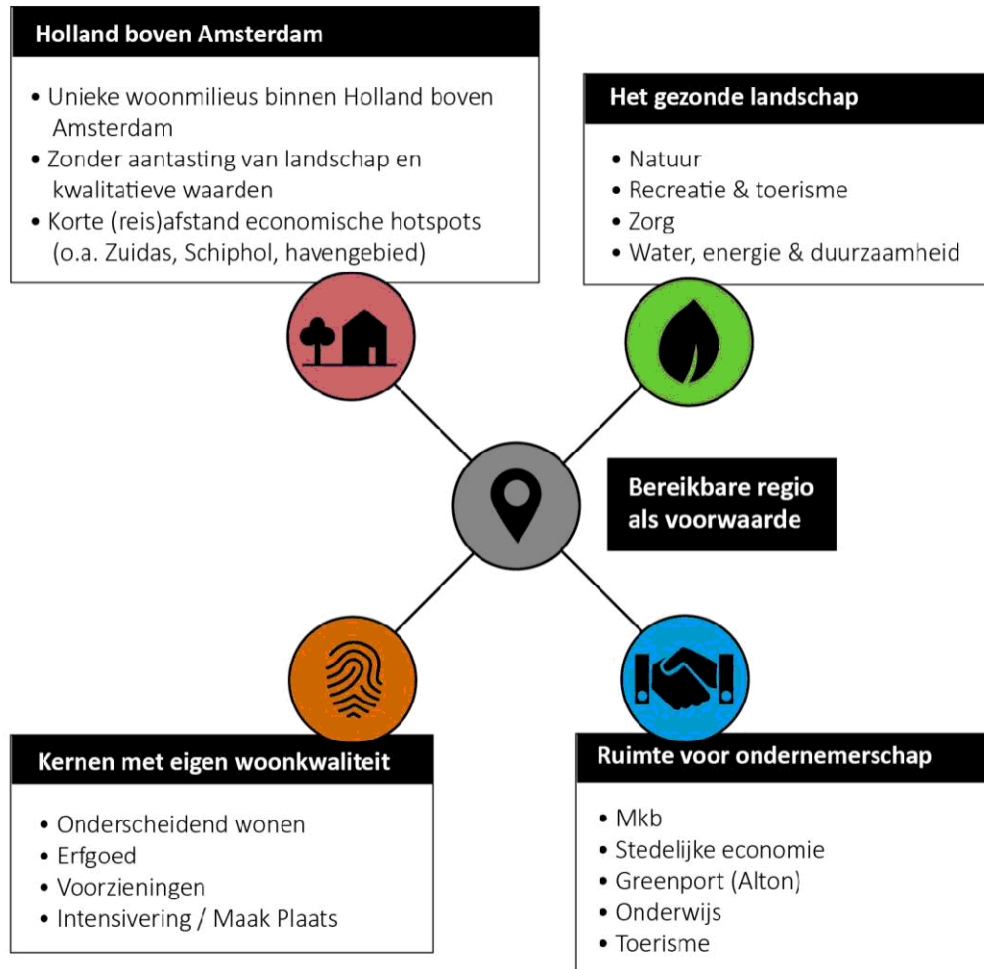 Holland boven Amsterdam
• Unieke woonmilieus binnen Holland boven
Amsterdam
• Zonder aantasting van landschap en
kwalitatieve waarden
• Korte (reis)afstand economische hotspots
(o.a. Zuidas, Schiphol, havengebied)
Het gezonde landschap
• Natuur
• Recreatie & toerisme
• Zorg
• Water, energie & duurzaamheid
Bereikbare regio
als voorwaarde
Kernen met eigen woonkwaliteit
• Onderscheidend wonen
• Erfgoed
• Voorzieningen
• Intensivering / Maak Plaats
Ruimte voor ondernemerschap
• Mkb
• Stedelijke economie
• Greenport (Alton)
• Onderwijs
• Toerisme